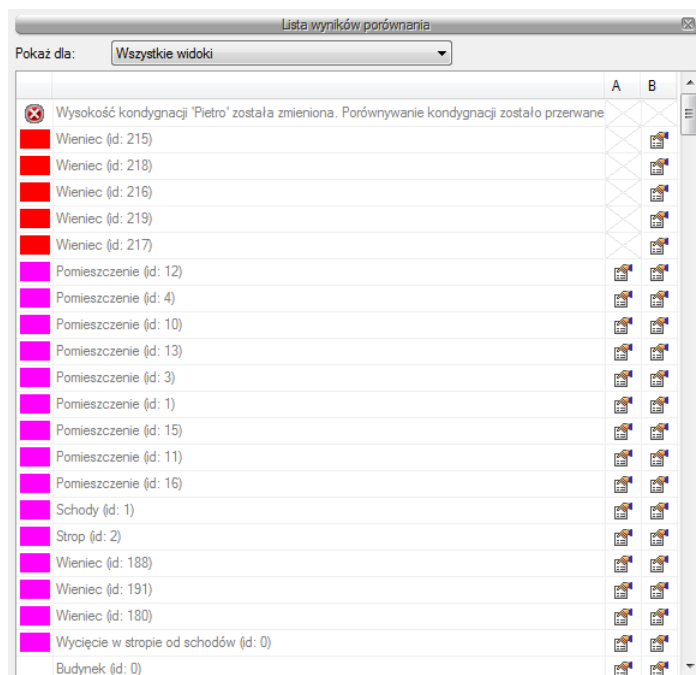 Lista wyników porównania
Pokaż dla: Wszystkie widoki
A B
Wysokość kondygnacji 'Pietro' została zmieniona. Porównywanie kondygnacji zostało przerwane
Wieniec (id: 215)
Wieniec (id: 218)
Wieniec (id: 216)
Wieniec (id: 219)
Wieniec (id: 217)
Pomieszczenie (id: 12)
Pomieszczenie (id: 4)
Pomieszczenie (id: 10)
Pomieszczenie (id: 13)
Pomieszczenie (id: 3)
Pomieszczenie (id: 1)
Pomieszczenie (id: 15)
Pomieszczenie (id: 11)
Pomieszczenie (id: 16)
Schody (id: 1)
Strop (id: 2)
Wieniec (id: 188)
Wieniec (id: 191)
Wieniec (id: 180)
Wycięcie w stropie od schodów (id: 0)
Budynek (id: 0)